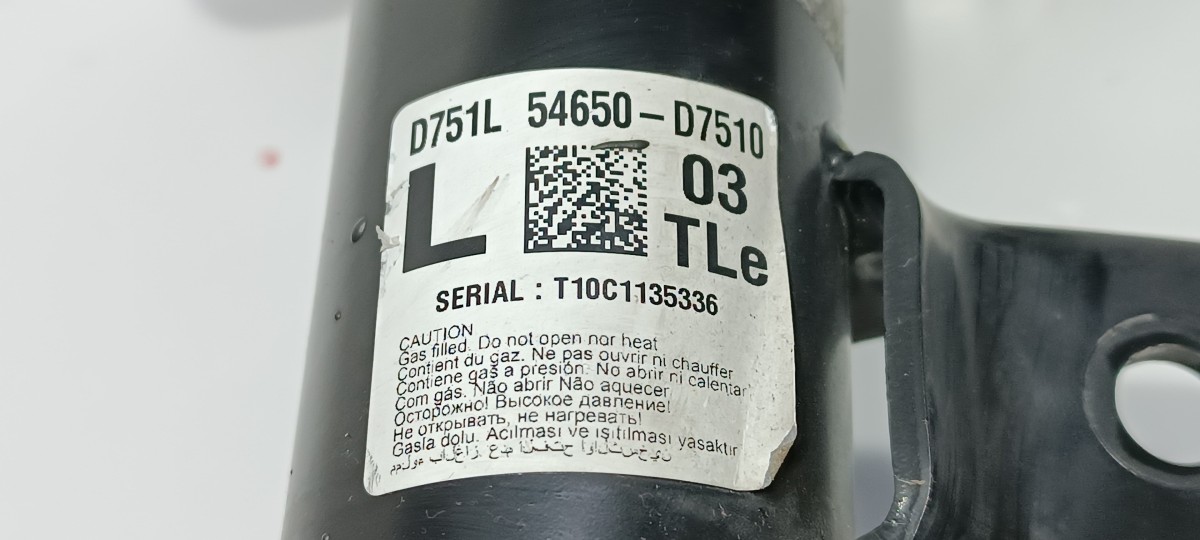 D751L 54650-D7510
L 03
TLe
SERIAL : T10C1135336
CAUTION
Gas filled. Do not open nor heat
Contient du gaz. Ne pas ouvrir ni chauffer
Contiene gas a presión. No abrir ni calentar
Com gás. Não abrir Não aquecer
Осторожно! Высокое давление!
Не открывать, не нагревать!
Gasla dolu. Açılması ve ışıtılması yasaktır